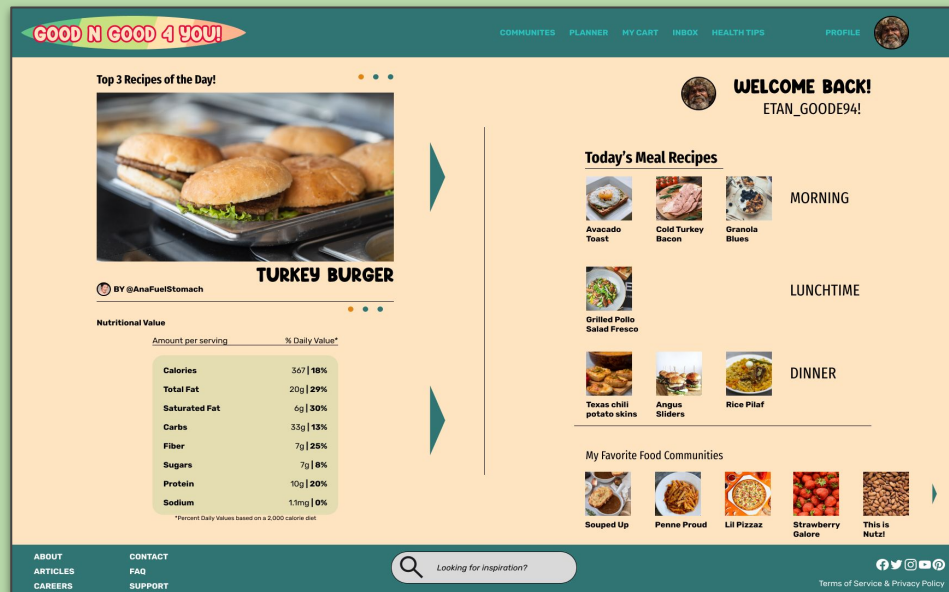 GOOD N GOOD 4 YOU!
COMMUNITES PLANNER MY CART INBOX HEALTH TIPS PROFILE
Top 3 Recipes of the Day!
TURKEY BURGER
BY @AnaFuelStomach
Nutritional Value
Amount per serving % Daily Value*
Calories 367 | 18%
Total Fat 20g | 29%
Saturated Fat 6g | 30%
Carbs 33g | 13%
Fiber 7g | 25%
Sugars 7g | 8%
Protein 10g | 20%
Sodium 1.1mg | 0%
*Percent Daily Values based on a 2,000 calorie diet
WELCOME BACK!
ETAN_GOODE94!
Today's Meal Recipes
MORNING
Avacado
Toast
Cold Turkey
Bacon
Granola
Blues
LUNCHTIME
Grilled Pollo
Salad Fresco
DINNER
Texas chili
potato skins
Angus
Sliders
Rice Pilaf
My Favorite Food Communities
Souped Up
Penne Proud
Lil Pizzaz
Strawberry
Galore
This is
Nutz!
ABOUT
ARTICLES
CAREERS
CONTACT
FAQ
SUPPORT
Looking for inspiration?
Terms of Service & Privacy Policy